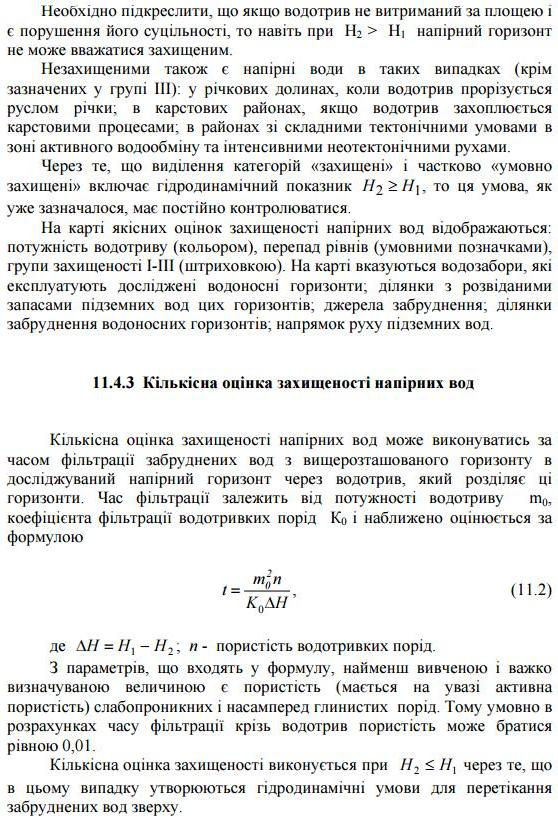 Необхідно підкреслити, що якщо водотрив не витриманий за площею і
є порушення його суцільності, то навіть при H₂ > H₁ напірний горизонт
не може вважатися захищеним.
Незахищеними також є напірні води в таких випадках (крім
зазначених у групі III): у річкових долинах, коли водотрив прорізується
руслом річки; в карстових районах, якщо водотрив захоплюється
карстовими процесами; в районах зі складними тектонічними умовами в
зоні активного водообміну та інтенсивними неотектонічними рухами.
Через те, що виділення категорій «захищені» і частково «умовно
захищені» включає гідродинамічний показник H₂ ≥ H₁, то ця умова, як
уже зазначалося, має постійно контролюватися.
На карті якісних оцінок захищеності напірних вод відображаються:
потужність водотриву (кольором), перепад рівнів (умовними позначками),
групи захищеності I-III (штриховкою). На карті вказуються водозабори, які
експлуатують досліджені водоносні горизонти; ділянки з розвіданими
запасами підземних вод цих горизонтів; джерела забруднення; ділянки
забруднення водоносних горизонтів; напрямок руху підземних вод.
11.4.3 Кількісна оцінка захищеності напірних вод
Кількісна оцінка захищеності напірних вод може виконуватись за
часом фільтрації забруднених вод з вищерозташованого горизонту в
досліджуваний напірний горизонт через водотрив, який розділяє ці
горизонти. Час фільтрації залежить від потужності водотриву m₀,
коефіцієнта фільтрації водотривких порід K₀ і наближено оцінюється за
формулою
t = m₀²n / K₀ΔH, (11.2)
де ΔH = H₁ − H₂; n - пористість водотривких порід.
З параметрів, що входять у формулу, найменш вивченою і важко
визначуваною величиною є пористість (мається на увазі активна
пористість) слабопроникних і насамперед глинистих порід. Тому умовно в
розрахунках часу фільтрації крізь водотрив пористість може братися
рівною 0,01.
Кількісна оцінка захищеності виконується при H₂ ≤ H₁ через те, що
в цьому випадку утворюються гідродинамічні умови для перетікання
забруднених вод зверху.